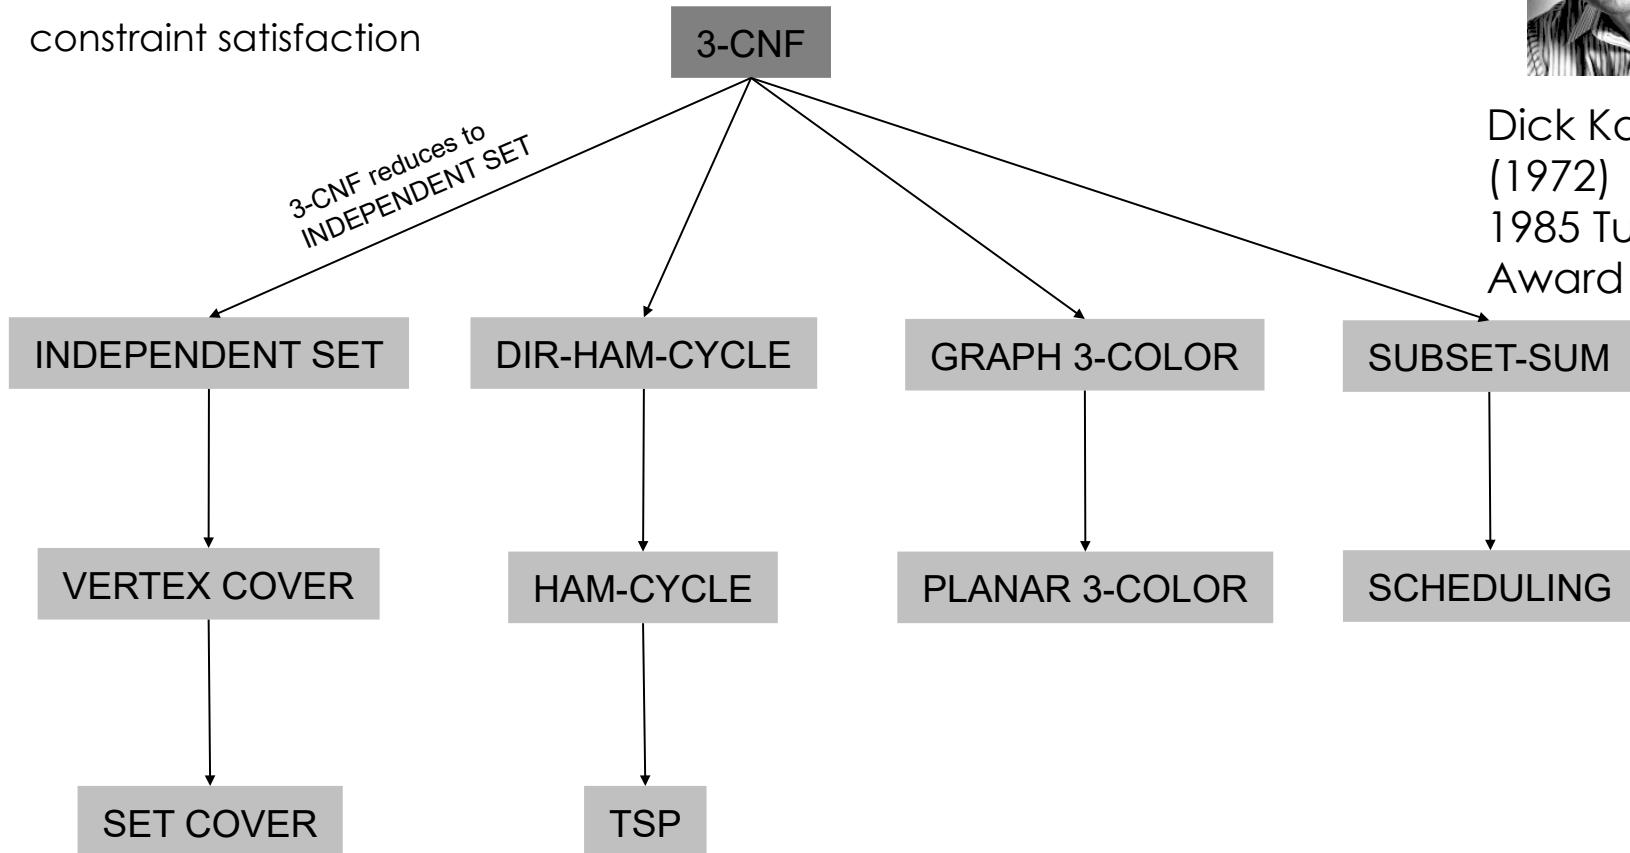 constraint satisfaction
3-CNF
3-CNF reduces to
INDEPENDENT SET
Dick
(1972)
1985
Award
INDEPENDENT SET
DIR-HAM-CYCLE
GRAPH 3-COLOR
SUBSET-SUM
VERTEX COVER
HAM-CYCLE
PLANAR 3-COLOR
SCHEDULING
SET COVER
TSP